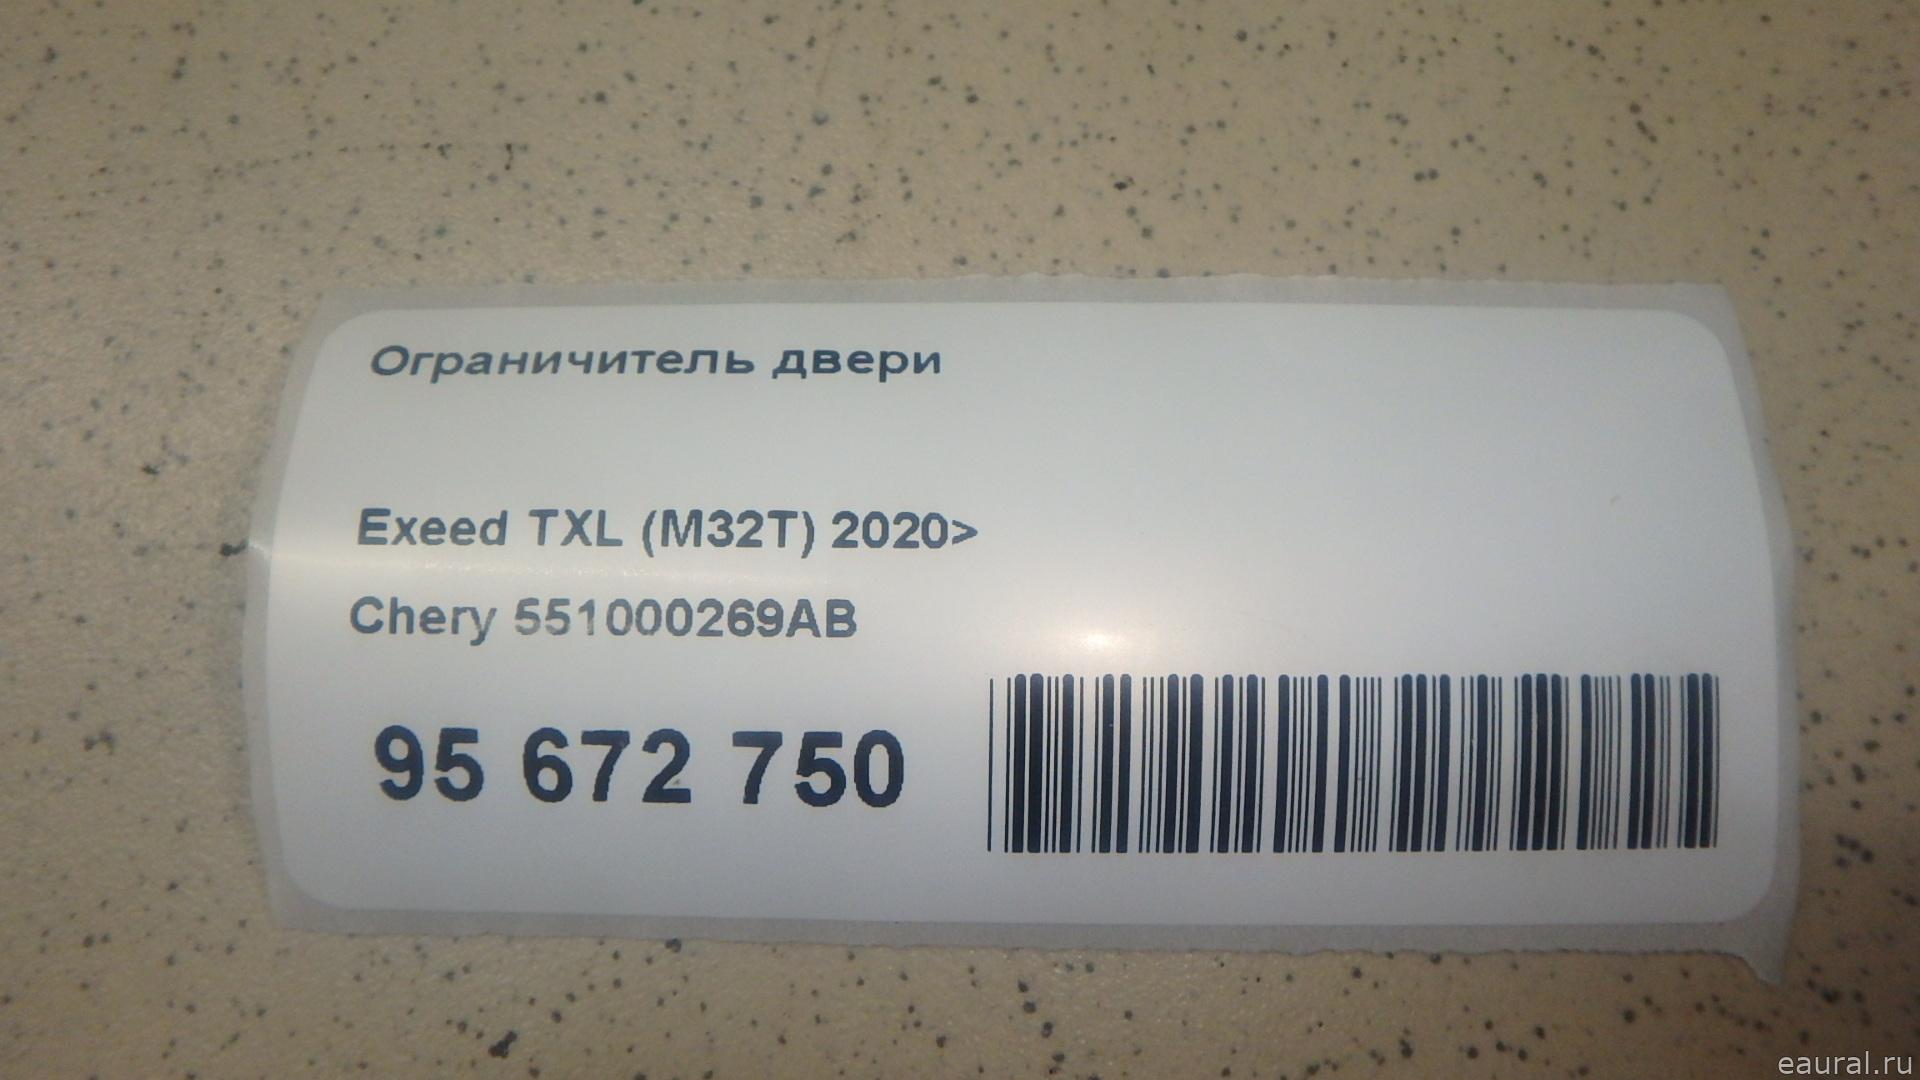 Ограничитель двери
Exeed TXL (M32T) 2020>
Chery 551000269AB
95 672 750
eaural.ru